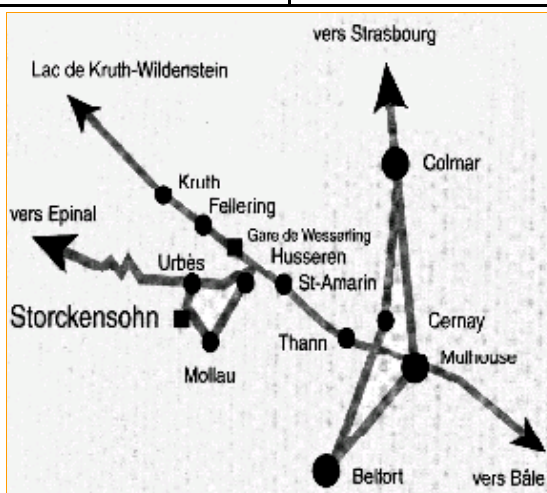 vers Strasbourg
Lac de Kruth-Wildenstein
Colmar
Kruth
Fellering
vers Epinal
Gare de Wesserling
Husseren
Urbès
St-Amarin
Storckensohn
Cernay
Thann
Mulhouse
Mollau
Belfort
vers Bâle